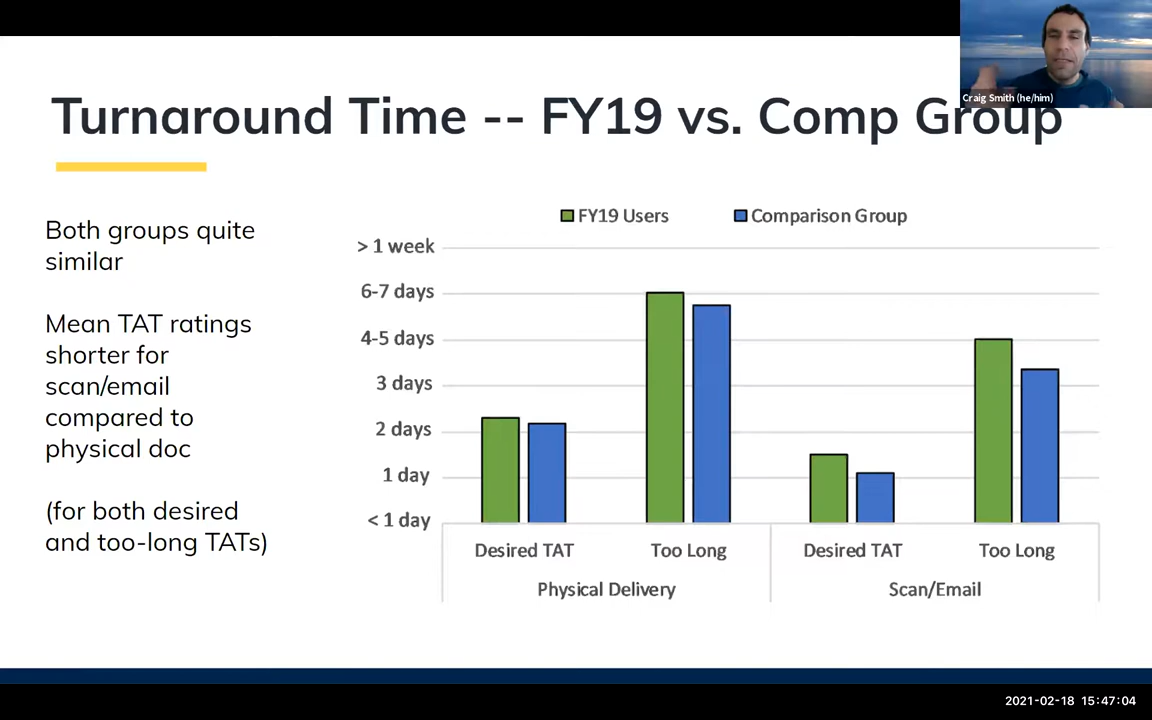 Craig Smith (he/him)
Turnaround Time -- FY19 vs. Comp Group
Both groups quite
similar
Mean TAT ratings
shorter for
scan/email
compared to
physical doc
(for both desired
and too-long TATs)
FY19 Users
Comparison Group
> 1 week
6-7 days
4-5 days
3 days
2 days
1 day
< 1 day
Desired TAT
Too Long
Desired TAT
Too Long
Physical Delivery
Scan/Email
2021-02-18 15:47:04